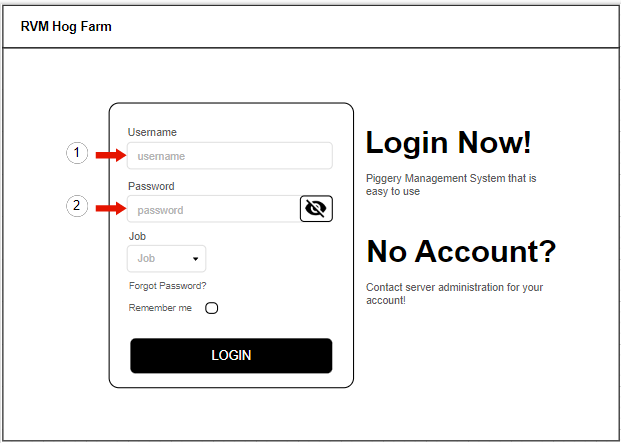 RVM Hog Farm
Username
1
username
Password
2
password
Job
Job
Forgot Password?
Remember me
LOGIN
Login Now!
Piggery Management System that is
easy to use
No Account?
Contact server administration for your
account!